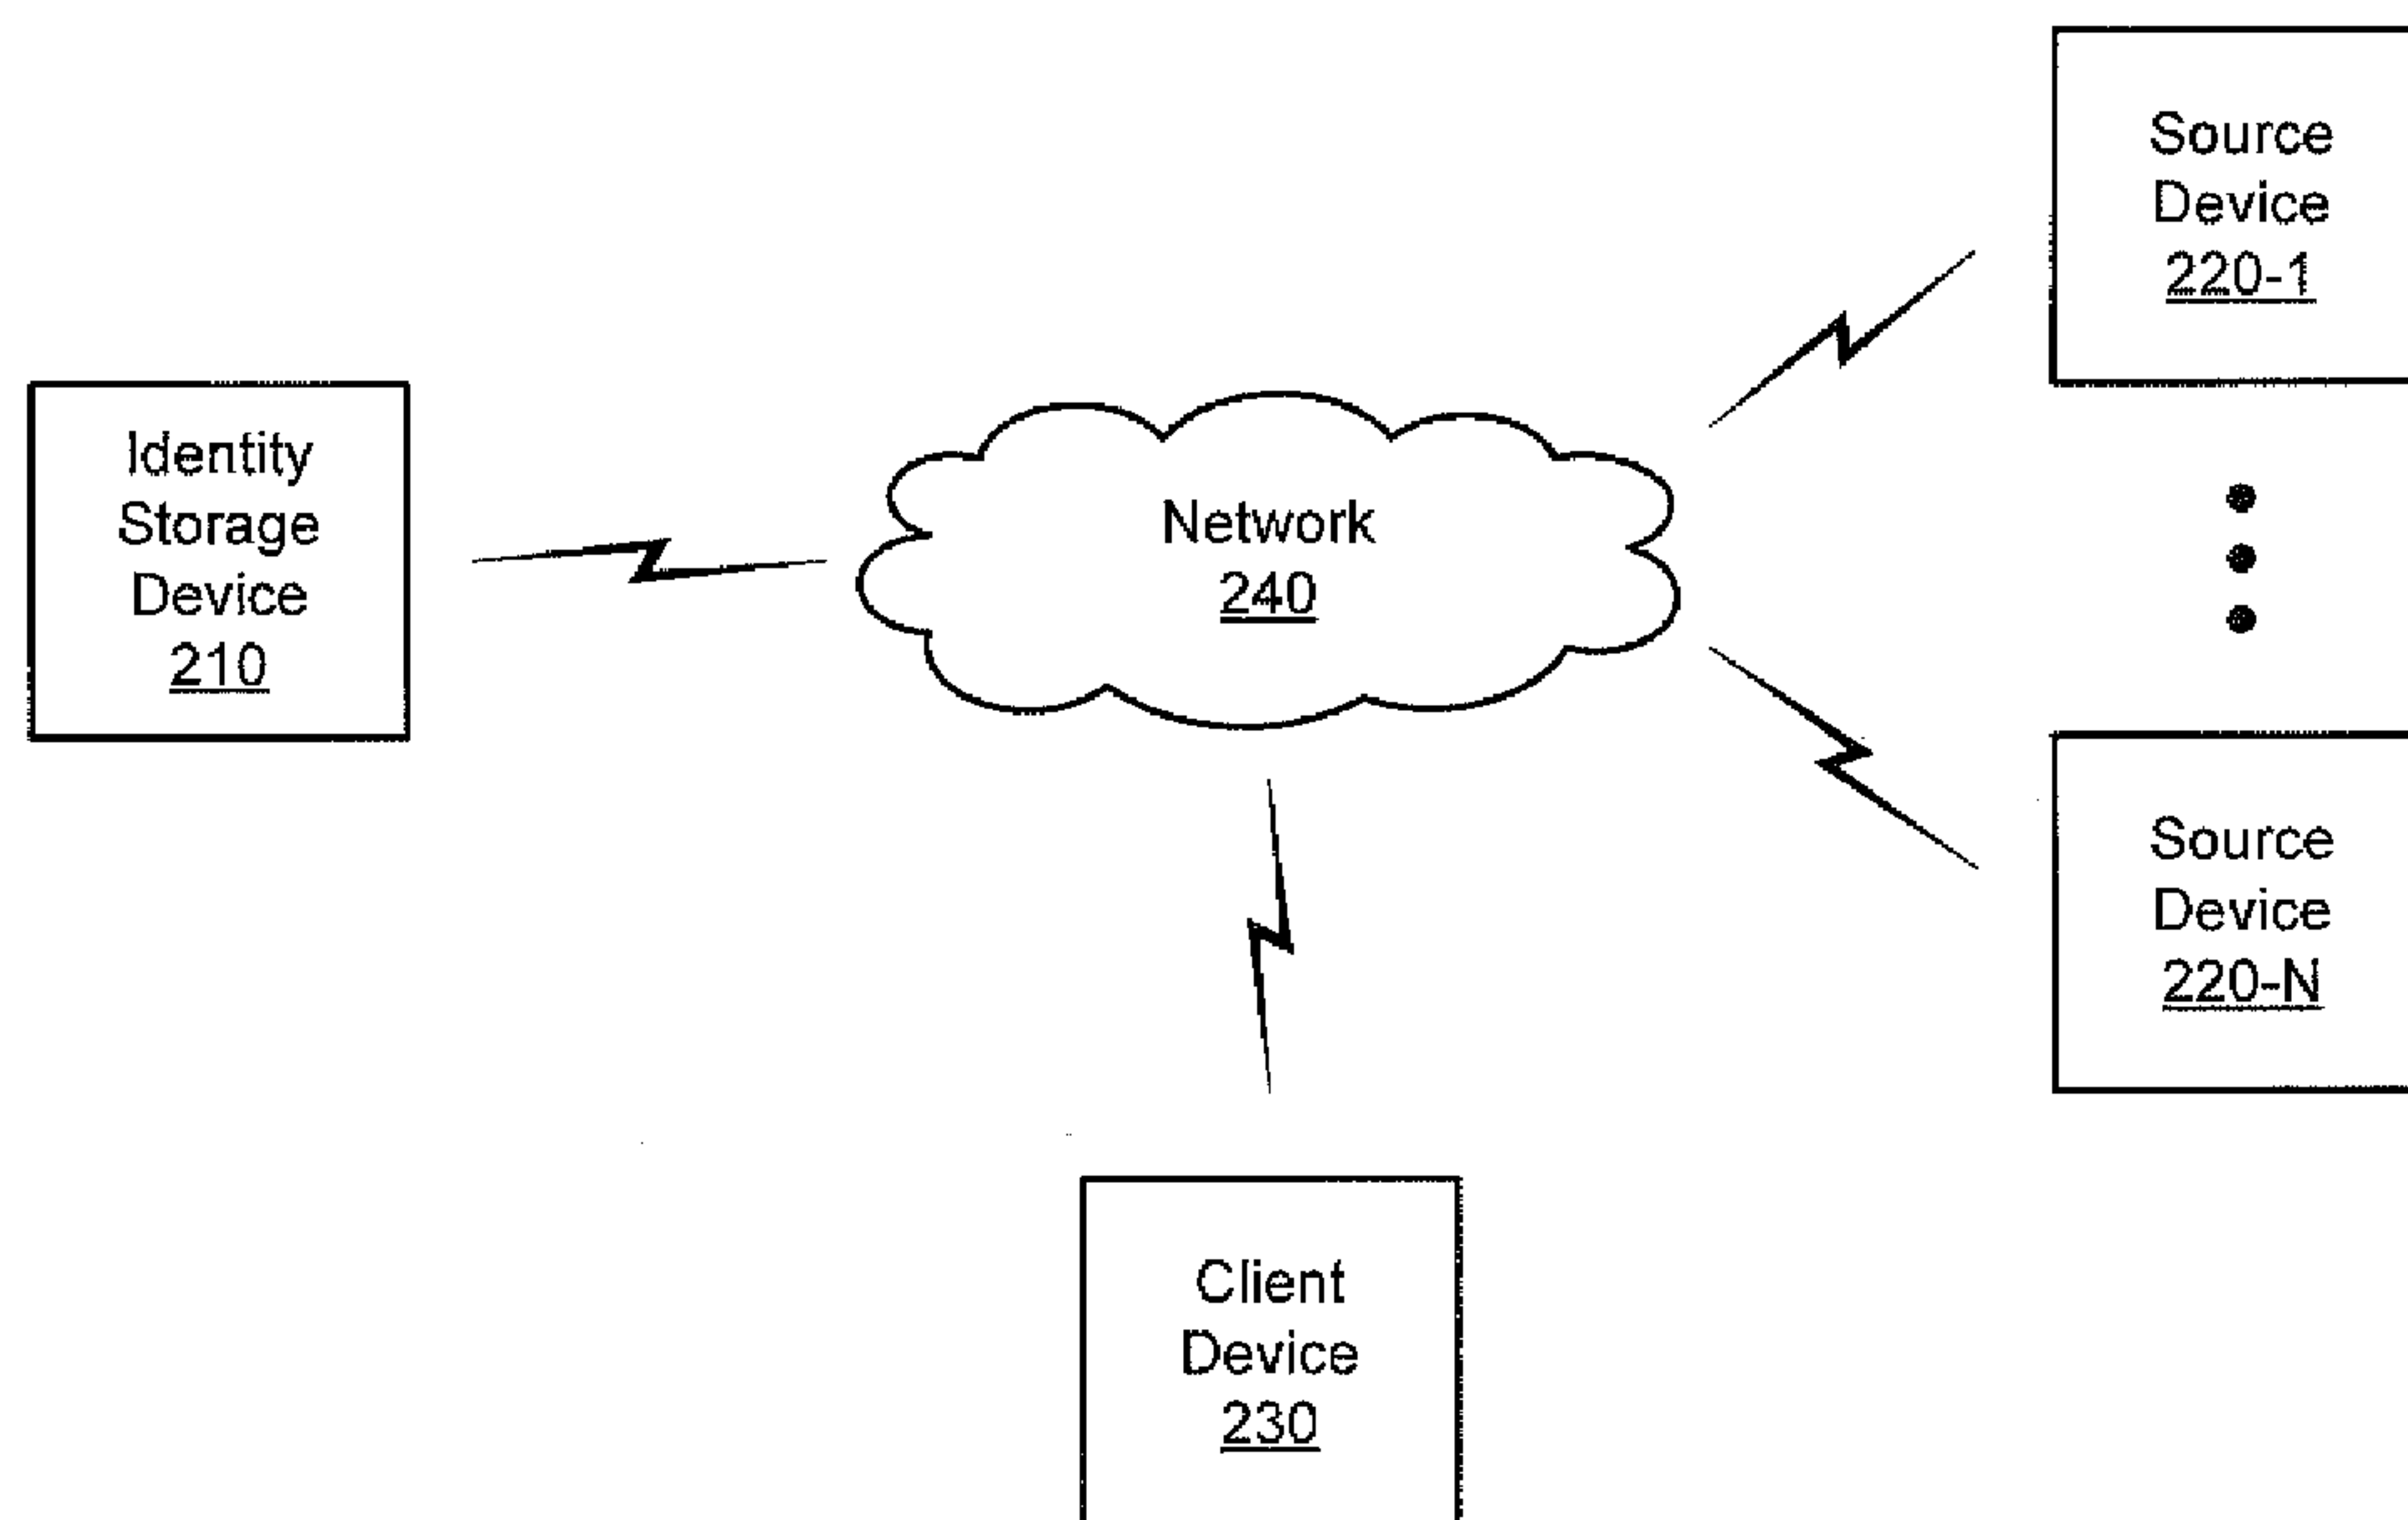 Source
Device
220-1
Identity
Storage
Device
210
Network
240
Source
Device
220-N
Client
Device
230